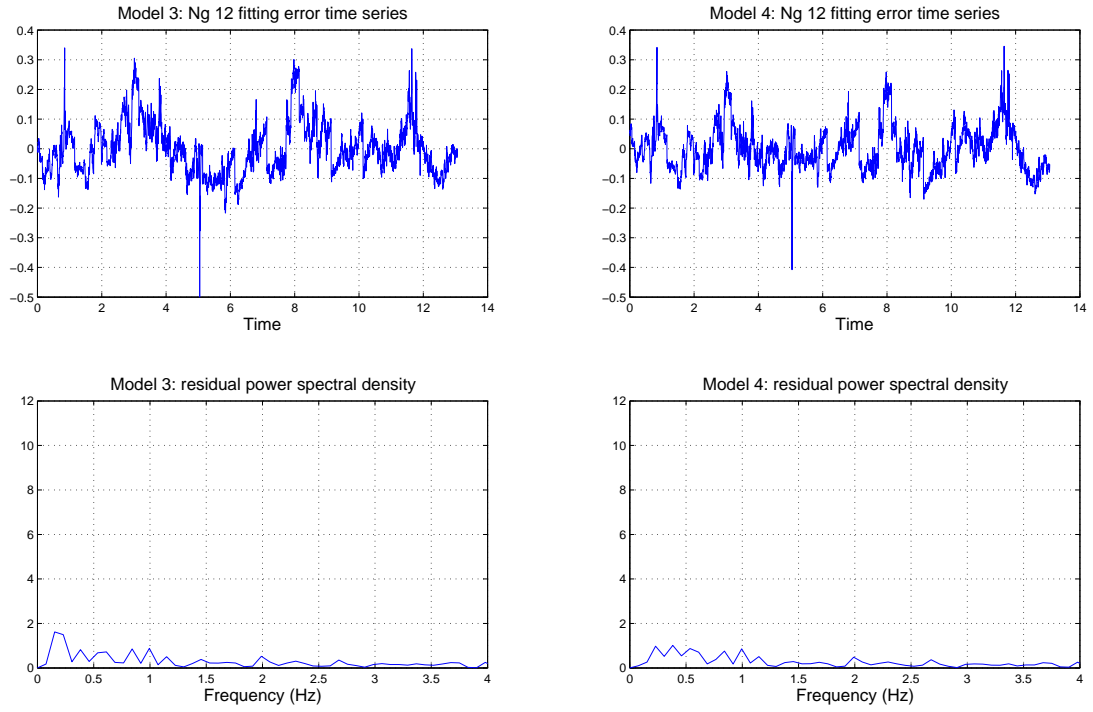 Model 3: Ng 12 fitting error time series
0.4
0.3
0.2
0.1
0
−0.1
−0.2
−0.3
−0.4
−0.5
0 2 4 6 8 10 12 14
Time
Model 4: Ng 12 fitting error time series
0.4
0.3
0.2
0.1
0
−0.1
−0.2
−0.3
−0.4
−0.5
0 2 4 6 8 10 12 14
Time
Model 3: residual power spectral density
12
10
8
6
4
2
0
0 0.5 1 1.5 2 2.5 3 3.5 4
Frequency (Hz)
Model 4: residual power spectral density
12
10
8
6
4
2
0
0 0.5 1 1.5 2 2.5 3 3.5 4
Frequency (Hz)